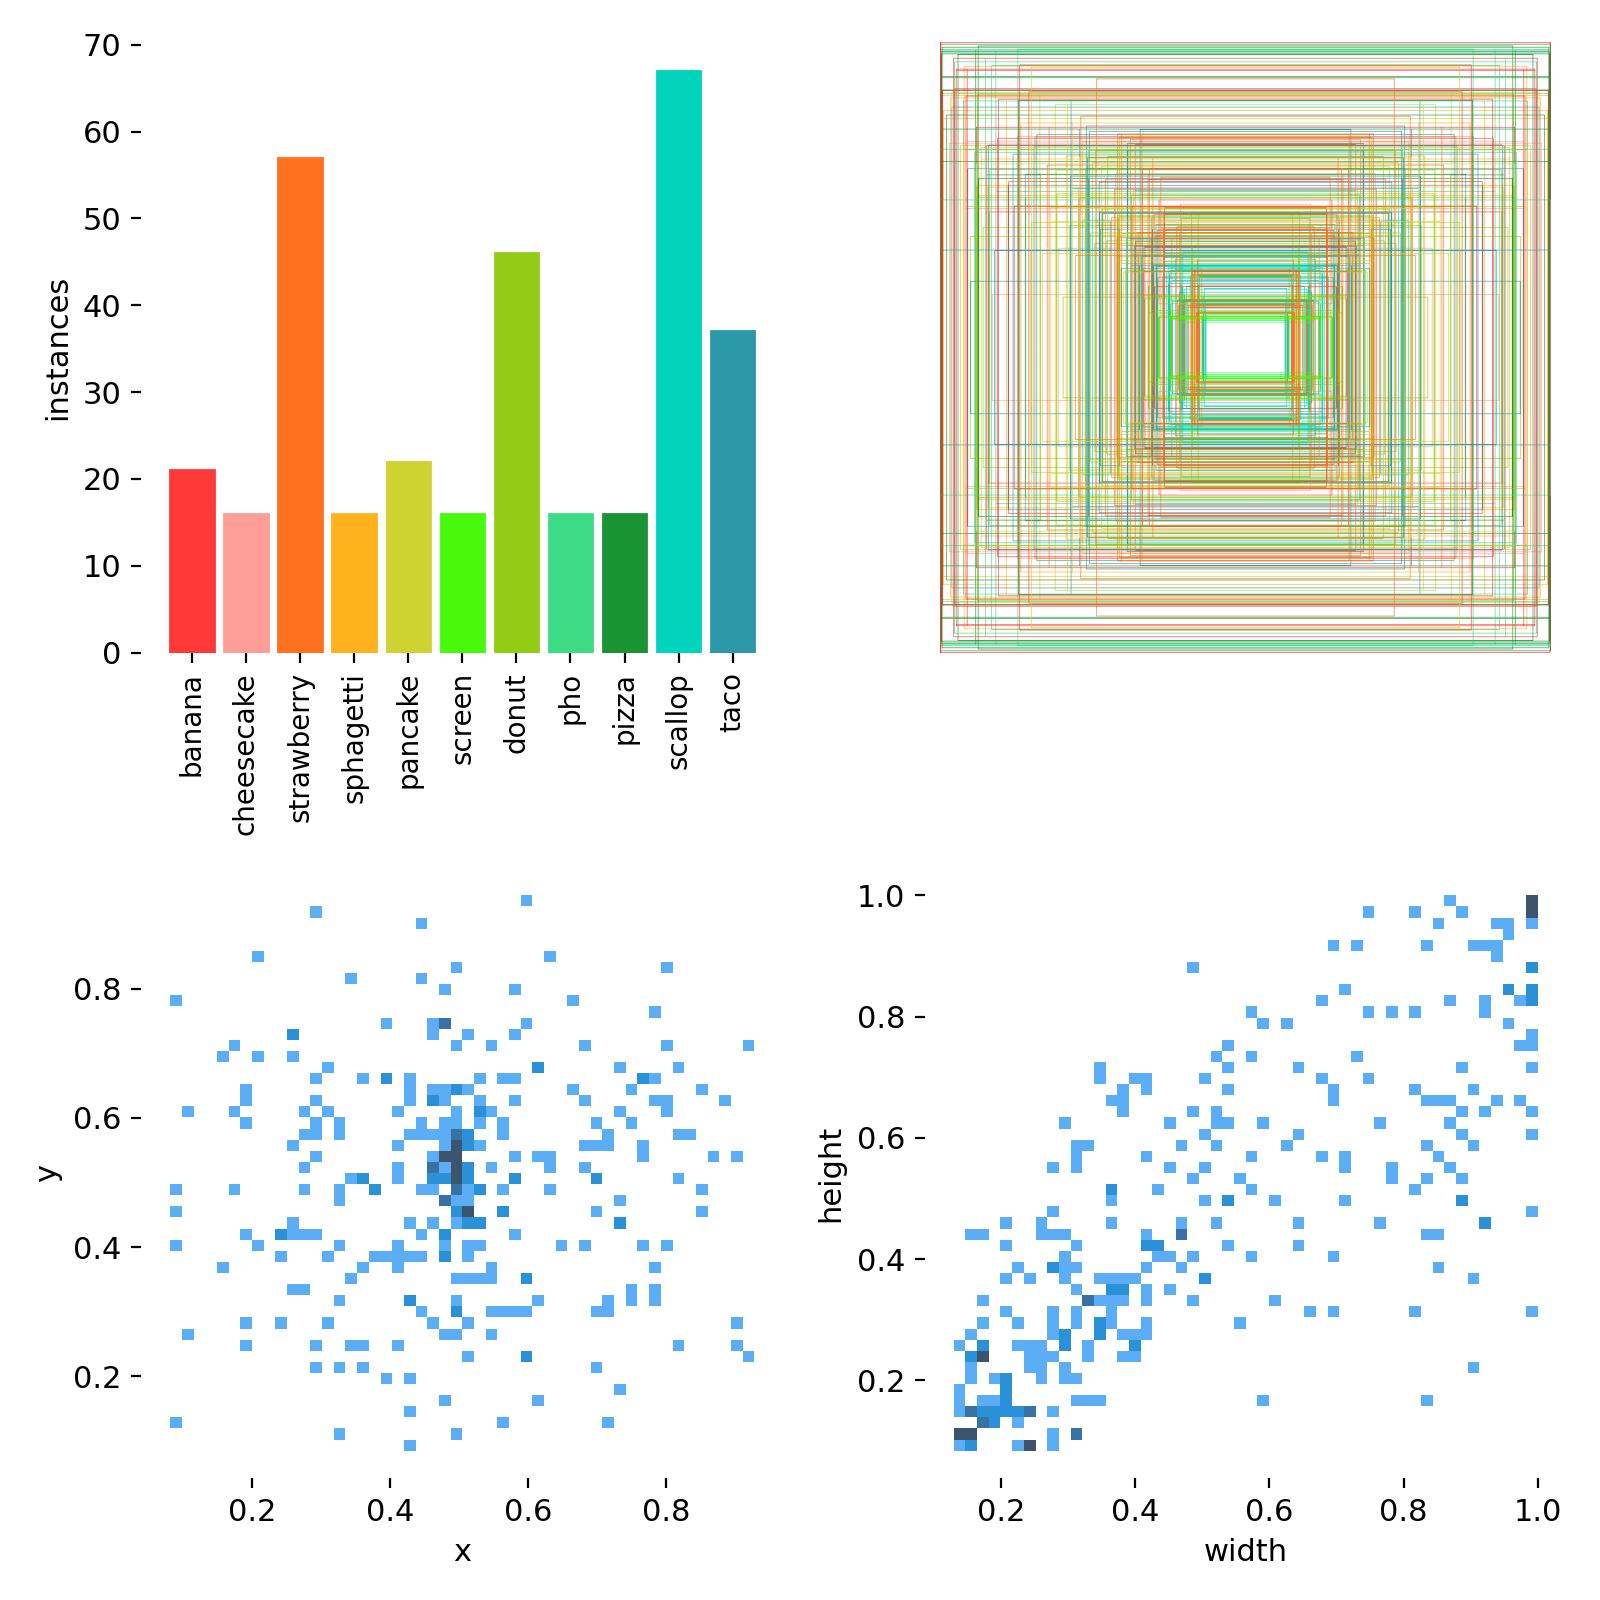 70
60
50
40
30
20
10
0
instances
banana
cheesecake
strawberry
sphagetti
pancake
screen
donut
pho
pizza
scallop
taco
0.8
0.6
0.4
0.2
y
0.2 0.4 0.6 0.8
x
1.0
0.8
0.6
0.4
0.2
height
0.2 0.4 0.6 0.8 1.0
width